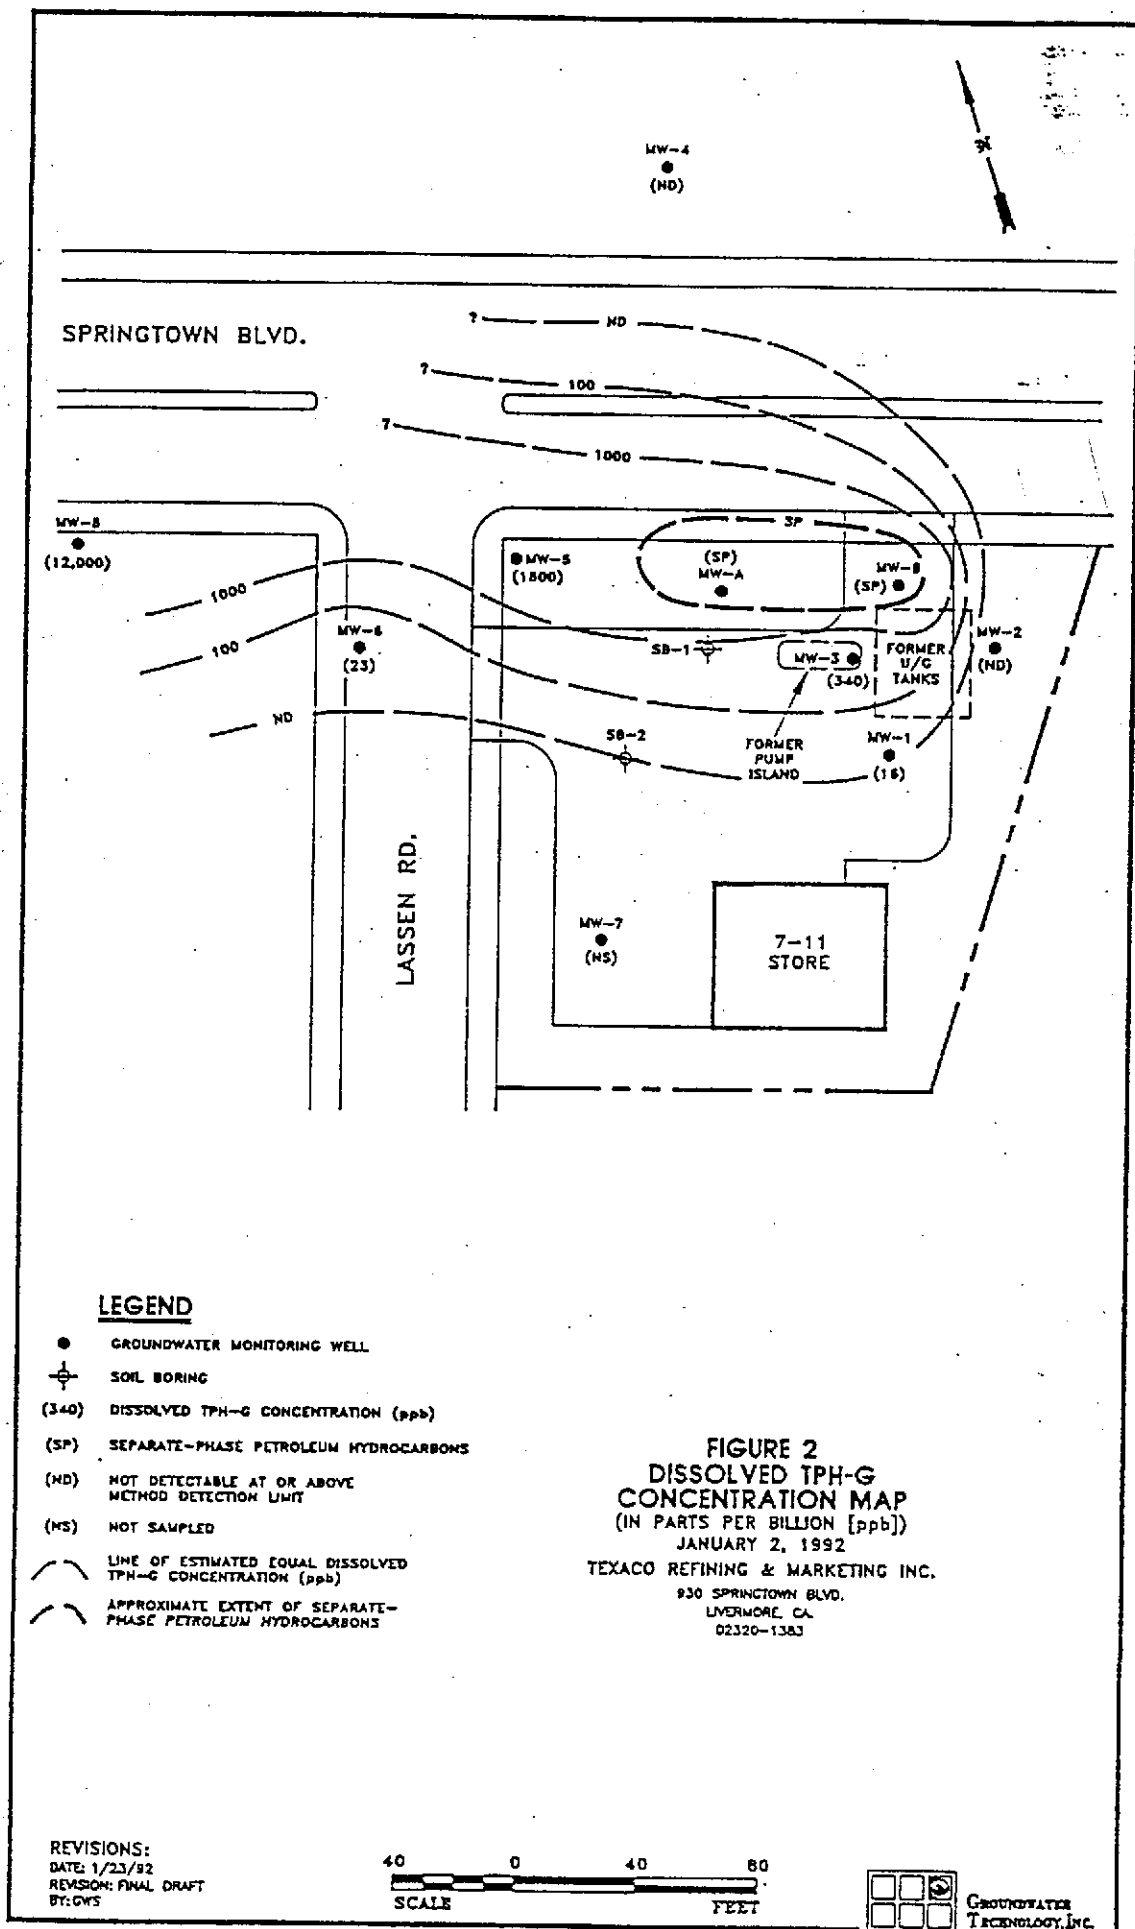 N
MW-4
(ND)
SPRINGTOWN BLVD.
? ND
? 100
? 1000
SP
MW-8
(12,000)
MW-5
(1800)
(SP)
MW-A
MW-B
(SP)
1000
100
ND
MW-6
(23)
SB-1
MW-3
(340)
FORMER
U/G
TANKS
MW-2
(ND)
SB-2
FORMER
PUMP
ISLAND
MW-1
(16)
LASSEN RD.
MW-7
(NS)
7-11
STORE
LEGEND
GROUNDWATER MONITORING WELL
SOIL BORING
(340) DISSOLVED TPH-G CONCENTRATION (ppb)
(SP) SEPARATE-PHASE PETROLEUM HYDROCARBONS
(ND) NOT DETECTABLE AT OR ABOVE
METHOD DETECTION LIMIT
(NS) NOT SAMPLED
LINE OF ESTIMATED EQUAL DISSOLVED
TPH-G CONCENTRATION (ppb)
APPROXIMATE EXTENT OF SEPARATE-
PHASE PETROLEUM HYDROCARBONS
FIGURE 2
DISSOLVED TPH-G
CONCENTRATION MAP
(IN PARTS PER BILLION [ppb])
JANUARY 2, 1992
TEXACO REFINING & MARKETING INC.
930 SPRINGTOWN BLVD.
LIVERMORE, CA.
02320-1383
REVISIONS:
DATE: 1/23/92
REVISION: FINAL DRAFT
BY: GWS
40 0 40 80
SCALE FEET
GROUNDWATER
TECHNOLOGY, INC.